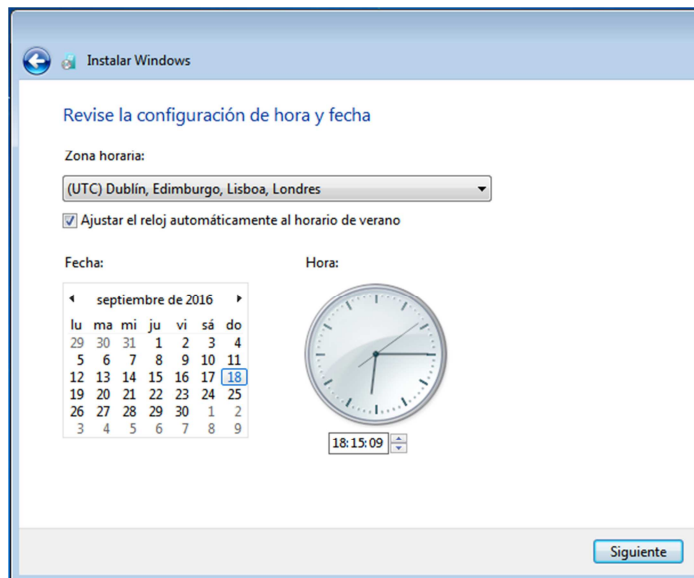 Instalar Windows
Revise la configuración de hora y fecha
Zona horaria:
(UTC) Dublín, Edimburgo, Lisboa, Londres
Ajustar el reloj automáticamente al horario de verano
Fecha:
septiembre de 2016
lu ma mi ju vi sá do
29 30 31 1 2 3 4
5 6 7 8 9 10 11
12 13 14 15 16 17 18
19 20 21 22 23 24 25
26 27 28 29 30 1 2
3 4 5 6 7 8 9
Hora:
18:15:09
Siguiente